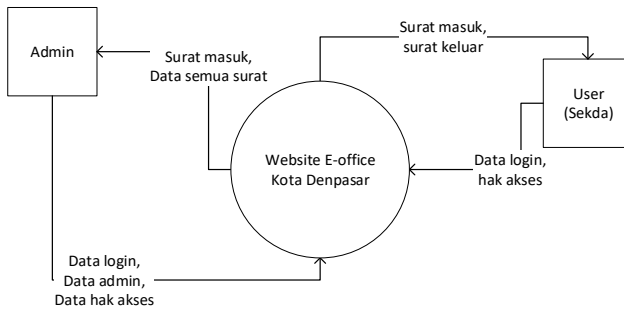 Admin
Surat masuk,
Data semua surat
Surat masuk,
surat keluar
User
(Sekda)
Website E-office
Kota Denpasar
Data login,
hak akses
Data login,
Data admin,
Data hak akses